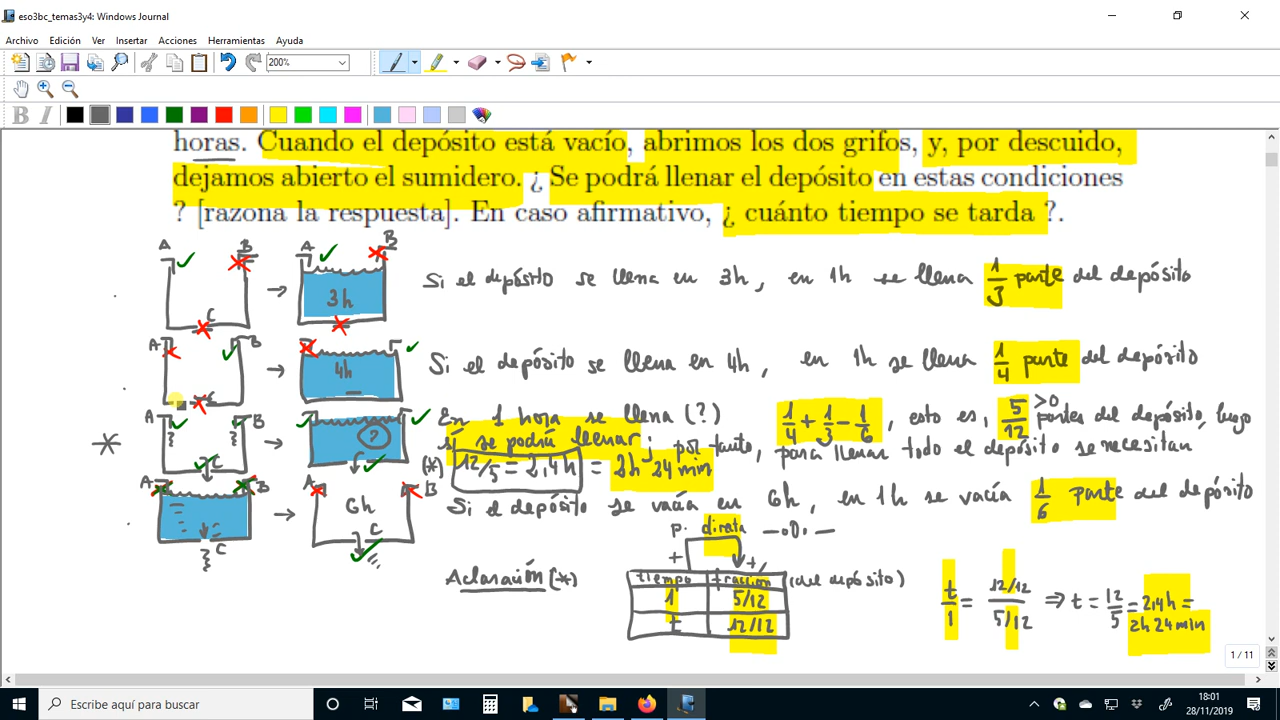 eso3bc_temas3y4: Windows Journal
Archivo Edición Ver Insertar Acciones Herramientas Ayuda
200%
B I
horas. Cuando el depósito está vacío, abrimos los dos grifos, y, por descuido,
dejamos abierto el sumidero. ¿ Se podrá llenar el depósito en estas condiciones
? [razona la respuesta]. En caso afirmativo, ¿ cuánto tiempo se tarda ?.
A B C → A B 3h
Si el depósito se llena en 3h, en 1h se llena 1/3 parte del depósito
A B C → 4h
Si el depósito se llena en 4h, en 1h se llena 1/4 parte del depósito
* A B C → ?
En 1 hora se llena (?) 1/4 + 1/3 - 1/6, esto es, 5/12 >0 partes del depósito, luego
sí se podrá llenar; por tanto, para llenar todo el depósito se necesitan
(*) 12/5 = 2,4h = 2h 24 min
A B C → A B 6h C
Si el depósito se vacía en 6h, en 1h se vacía 1/6 parte del depósito
p. directa —.o.—
+ +
Aclaración (*)
tiempo fracción (del depósito)
1 5/12
t 12/12
t/1 = 12/12 / 5/12 ⇒ t = 12/5 = 2,4h =
2h 24 min
1 / 11
Escribe aquí para buscar
18:01
28/11/2019